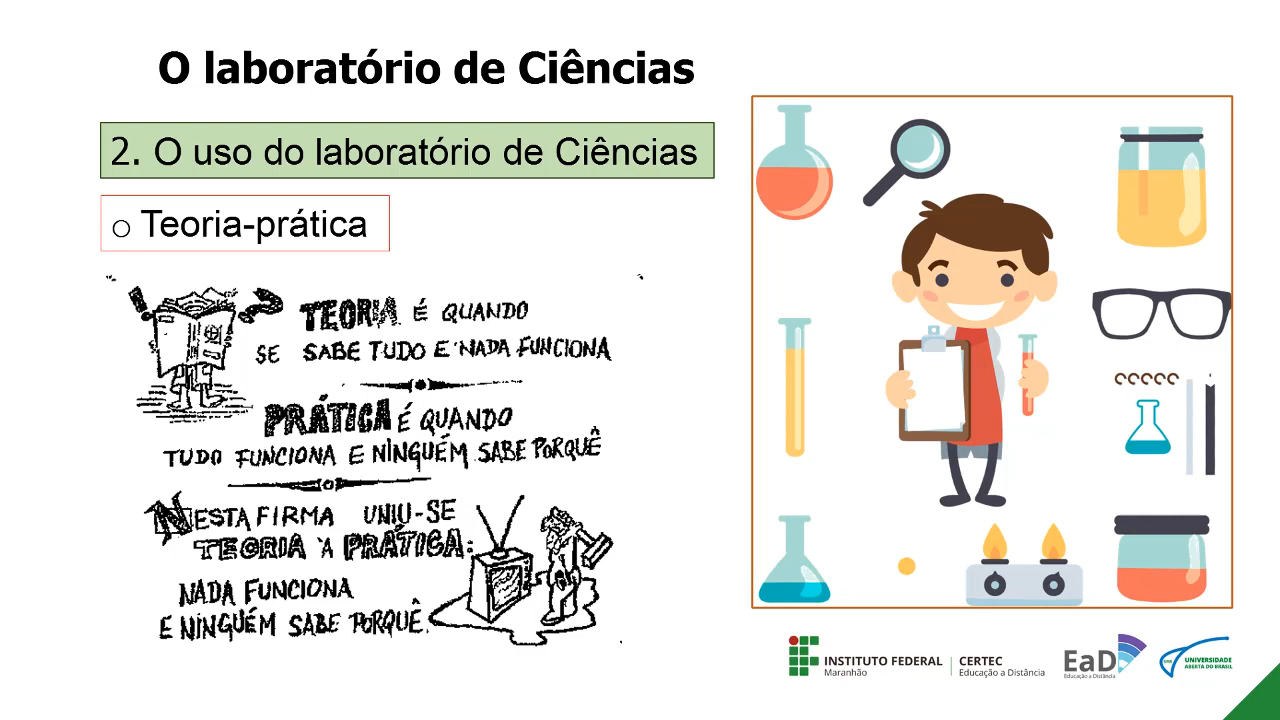 O laboratório de Ciências
2. O uso do laboratório de Ciências
o Teoria-prática
TEORIA É QUANDO
SE SABE TUDO E NADA FUNCIONA
PRÁTICA É QUANDO
TUDO FUNCIONA E NINGUÉM SABE PORQUÊ
NESTA FIRMA UNIU-SE
TEORIA À PRÁTICA:
NADA FUNCIONA
E NINGUÉM SABE PORQUÊ.
INSTITUTO FEDERAL
Maranhão
CERTEC
Educação a Distância
EaD
Educação a Distância
UAB
UNIVERSIDADE
ABERTA DO BRASIL